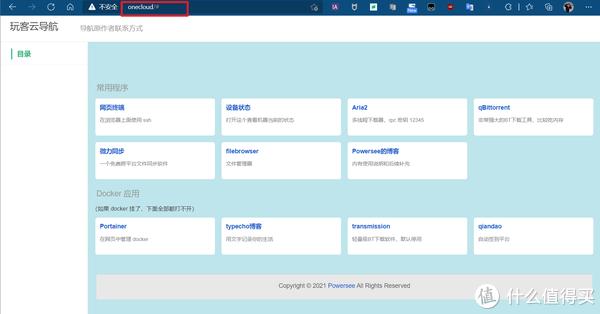 不安全 onecloud/#
玩客云导航
导航原作者联系方式
目录
常用程序
网页终端
在浏览器上面使用 ssh
设备状态
打开这个查看机器当前的状态
Aria2
多线程下载器，rpc 密钥 12345
qBittorrent
非常强大的BT下载工具，比较吃内存
微力同步
一个免费跨平台文件同步软件
filebrowser
文件管理器
Powersee的博客
内有使用说明和后续补充
Docker 应用
(如果 docker 挂了，下面全部都打不开)
Portainer
在网页中管理 docker
typecho博客
用文字记录你的生活
transmission
轻量级BT下载软件，默认停用
qiandao
自动签到平台
Copyright © 2021 Powersee All Rights Reserved
值 什么值得买